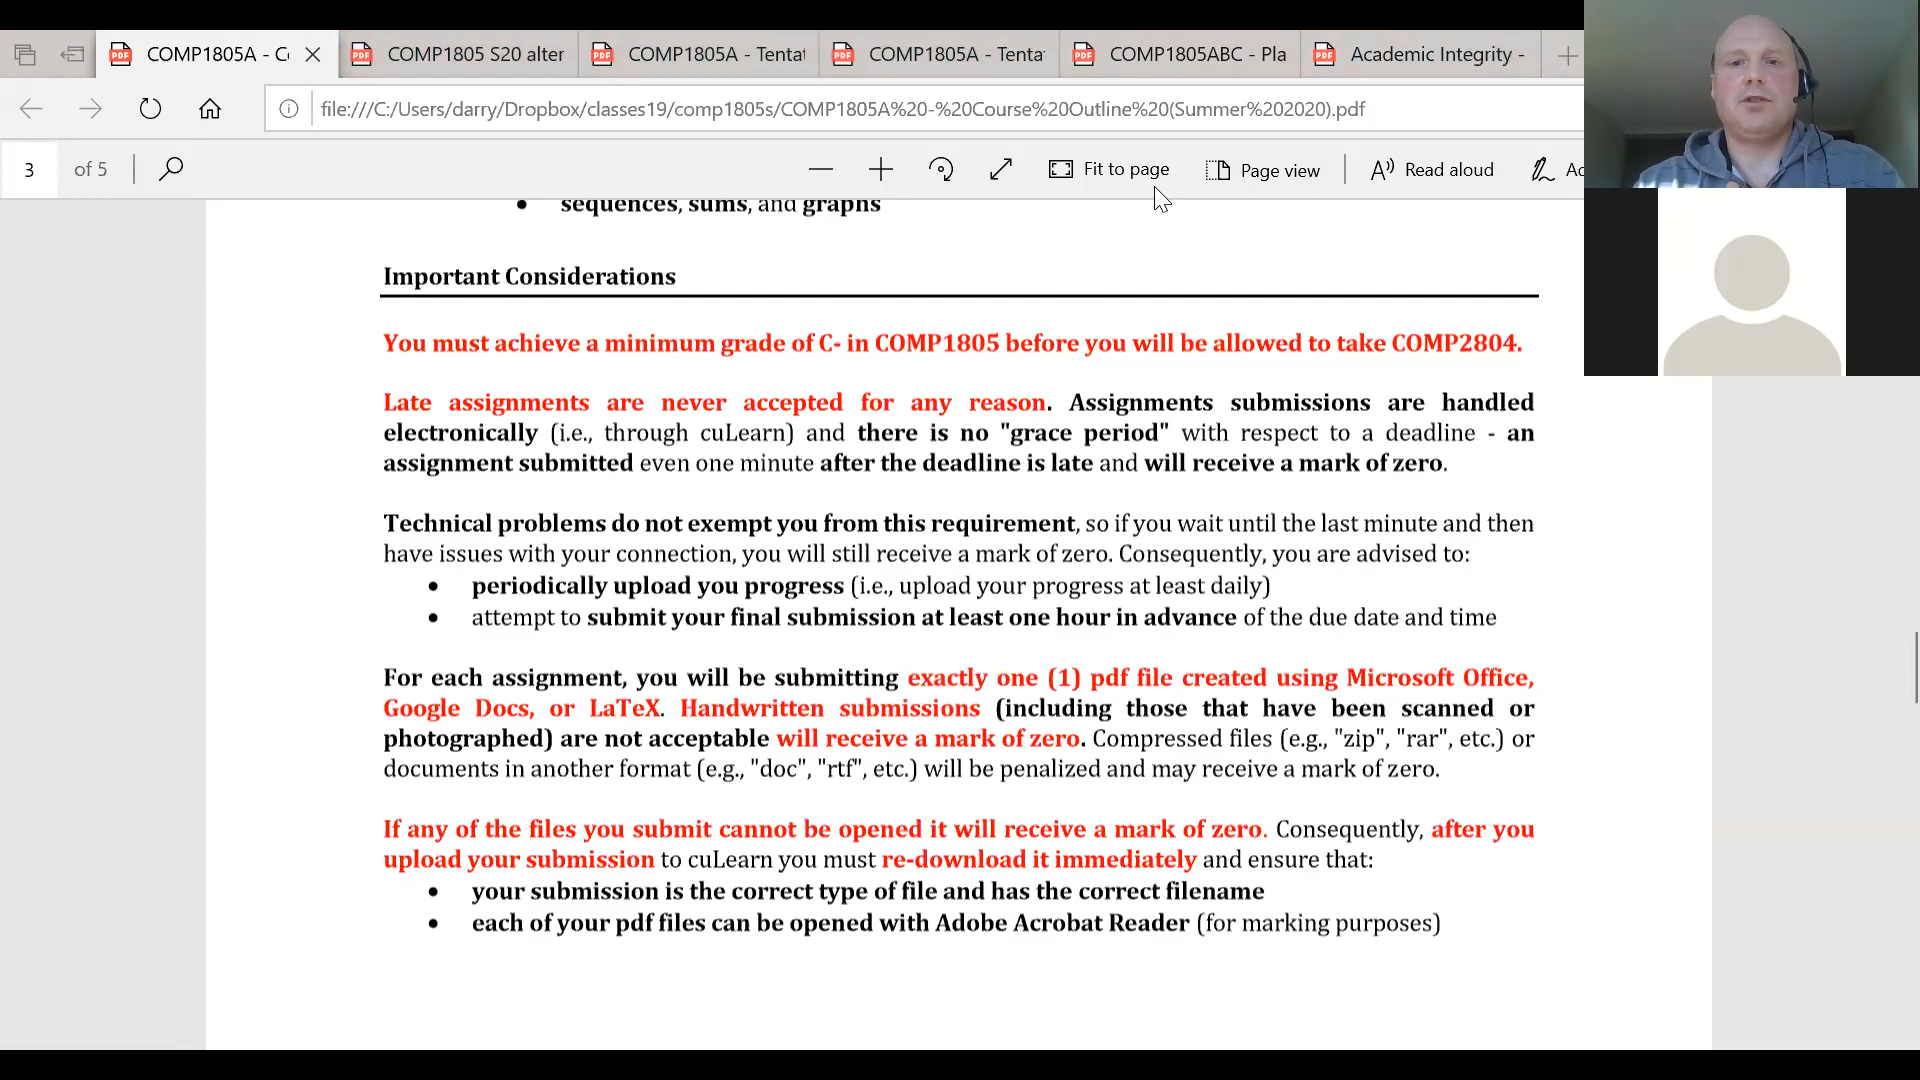 COMP1805A - Co
COMP1805 S20 alter
COMP1805A - Tentat
COMP1805A - Tenta
COMP1805ABC - Pla
Academic Integrity -
file:///C:/Users/darry/Dropbox/classes19/comp1805s/COMP1805A%20-%20Course%20Outline%20(Summer%202020).pdf
3 of 5
Fit to page
Page view
Read aloud
Ad
sequences, sums, and graphs
Important Considerations
You must achieve a minimum grade of C- in COMP1805 before you will be allowed to take COMP2804.
Late assignments are never accepted for any reason. Assignments submissions are handled
electronically (i.e., through cuLearn) and there is no "grace period" with respect to a deadline - an
assignment submitted even one minute after the deadline is late and will receive a mark of zero.
Technical problems do not exempt you from this requirement, so if you wait until the last minute and then
have issues with your connection, you will still receive a mark of zero. Consequently, you are advised to:
• periodically upload you progress (i.e., upload your progress at least daily)
• attempt to submit your final submission at least one hour in advance of the due date and time
For each assignment, you will be submitting exactly one (1) pdf file created using Microsoft Office,
Google Docs, or LaTeX. Handwritten submissions (including those that have been scanned or
photographed) are not acceptable will receive a mark of zero. Compressed files (e.g., "zip", "rar", etc.) or
documents in another format (e.g., "doc", "rtf", etc.) will be penalized and may receive a mark of zero.
If any of the files you submit cannot be opened it will receive a mark of zero. Consequently, after you
upload your submission to cuLearn you must re-download it immediately and ensure that:
• your submission is the correct type of file and has the correct filename
• each of your pdf files can be opened with Adobe Acrobat Reader (for marking purposes)